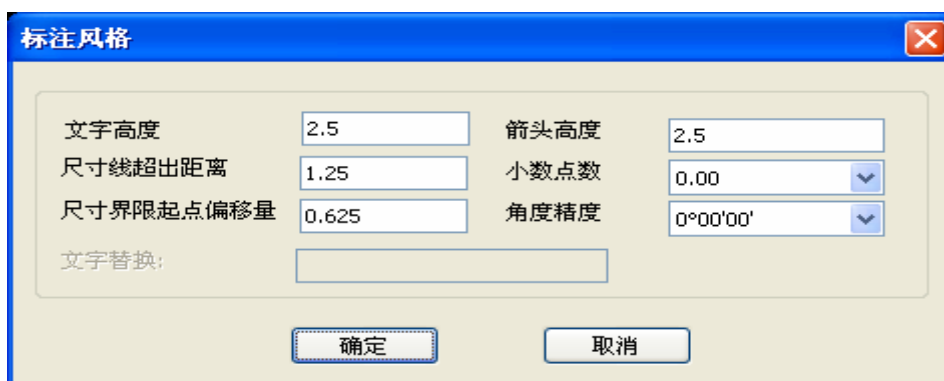 标注风格
文字高度 2.5 箭头高度 2.5
尺寸线超出距离 1.25 小数点数 0.00
尺寸界限起点偏移量 0.625 角度精度 0°00'00'
文字替换:
确定 取消